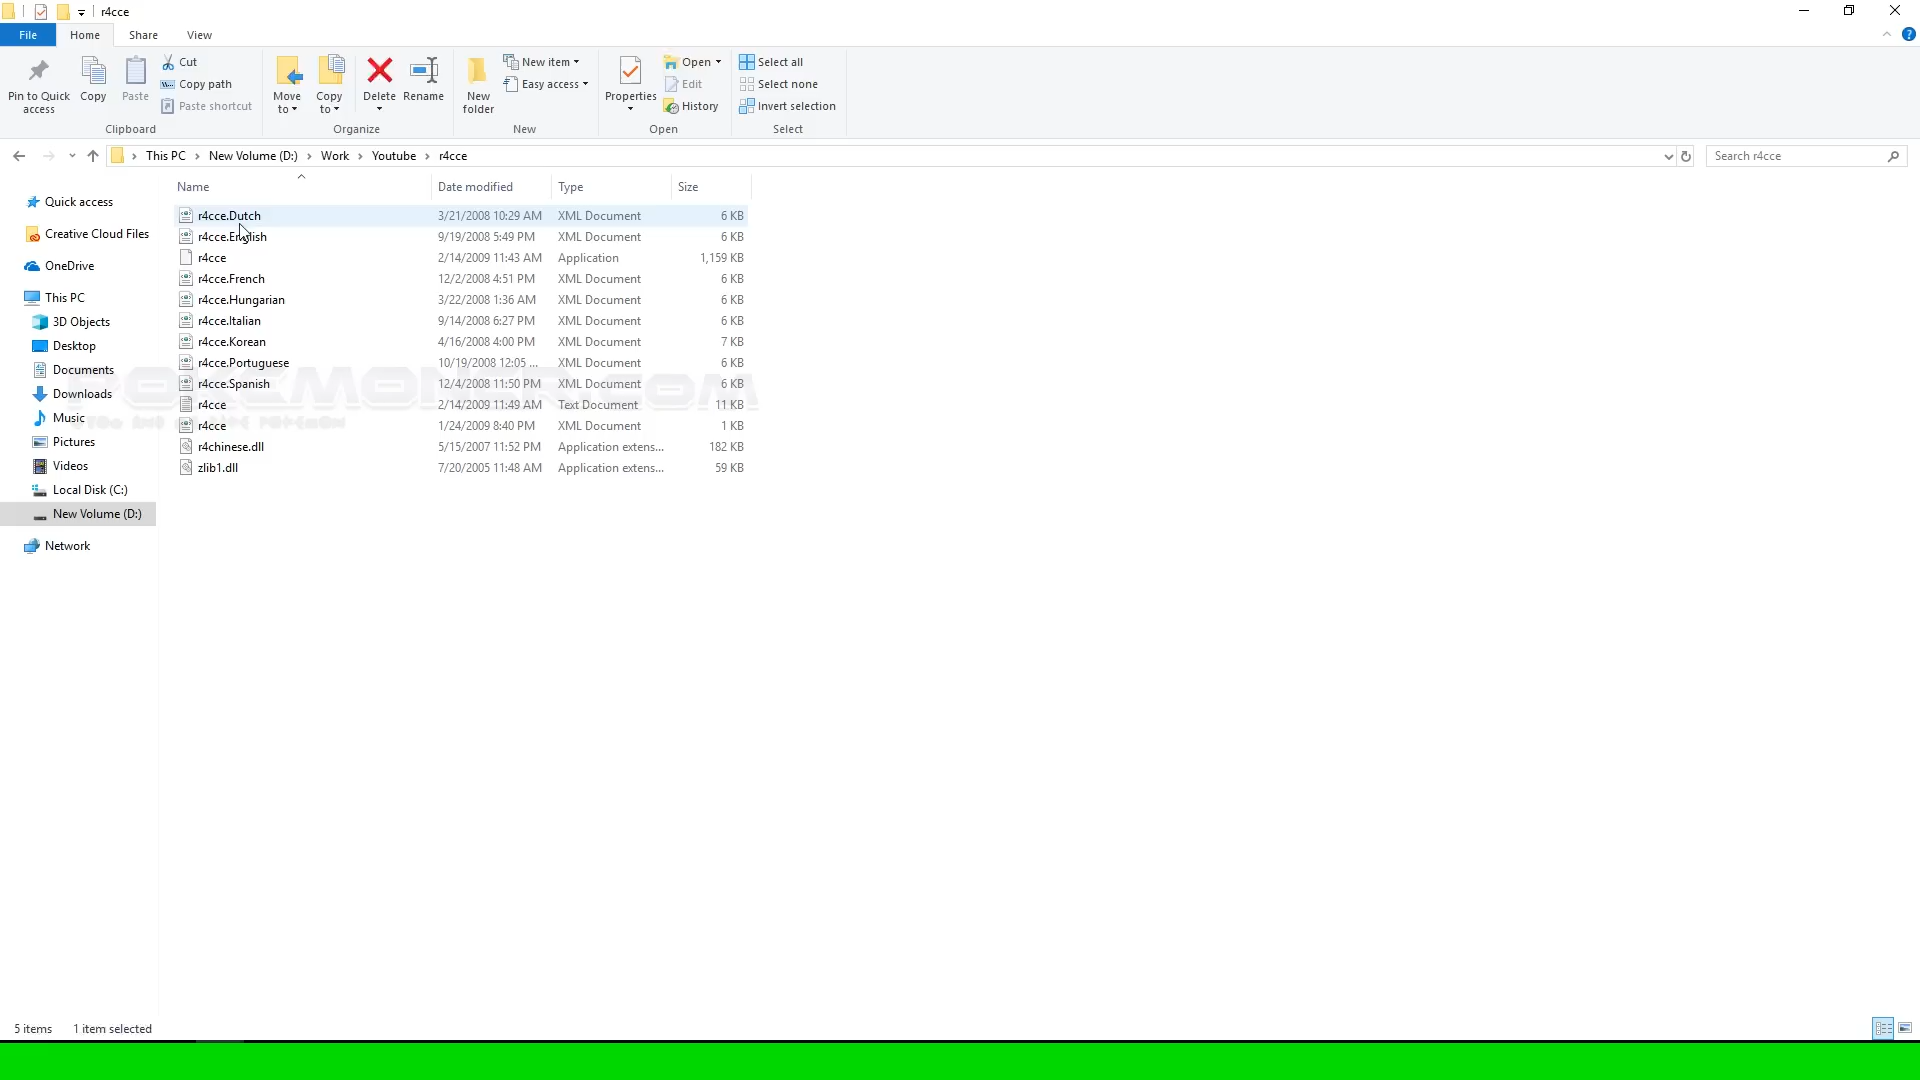 r4cce
File Home Share View
Pin to Quick access
Copy
Paste
Cut
Copy path
Paste shortcut
Clipboard
Move to
Copy to
Delete
Rename
Organize
New folder
New item
Easy access
New
Properties
Open
Edit
History
Open
Select all
Select none
Invert selection
Select
This PC > New Volume (D:) > Work > Youtube > r4cce
Search r4cce
Quick access
Creative Cloud Files
OneDrive
This PC
3D Objects
Desktop
Documents
Downloads
Music
Pictures
Videos
Local Disk (C:)
New Volume (D:)
Network
Name Date modified Type Size
r4cce.Dutch 3/21/2008 10:29 AM XML Document 6 KB
r4cce.English 9/19/2008 5:49 PM XML Document 6 KB
r4cce 2/14/2009 11:43 AM Application 1,159 KB
r4cce.French 12/2/2008 4:51 PM XML Document 6 KB
r4cce.Hungarian 3/22/2008 1:36 AM XML Document 6 KB
r4cce.Italian 9/14/2008 6:27 PM XML Document 6 KB
r4cce.Korean 4/16/2008 4:00 PM XML Document 7 KB
r4cce.Portuguese 10/19/2008 12:05 ... XML Document 6 KB
r4cce.Spanish 12/4/2008 11:50 PM XML Document 6 KB
r4cce 2/14/2009 11:49 AM Text Document 11 KB
r4cce 1/24/2009 8:40 PM XML Document 1 KB
r4chinese.dll 5/15/2007 11:52 PM Application extens... 182 KB
zlib1.dll 7/20/2005 11:48 AM Application extens... 59 KB
POKEMONER.COM
5 items 1 item selected